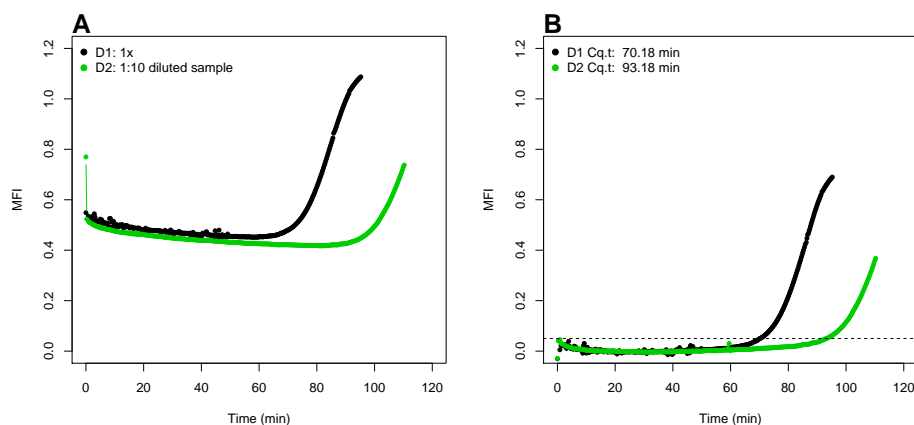 A
D1: 1x
D2: 1:10 diluted sample
MFI
0.0
0.2
0.4
0.6
0.8
1.0
1.2
0 20 40 60 80 100 120
Time (min)
B
D1 Cq.t: 70.18 min
D2 Cq.t: 93.18 min
MFI
0.0
0.2
0.4
0.6
0.8
1.0
1.2
0 20 40 60 80 100 120
Time (min)